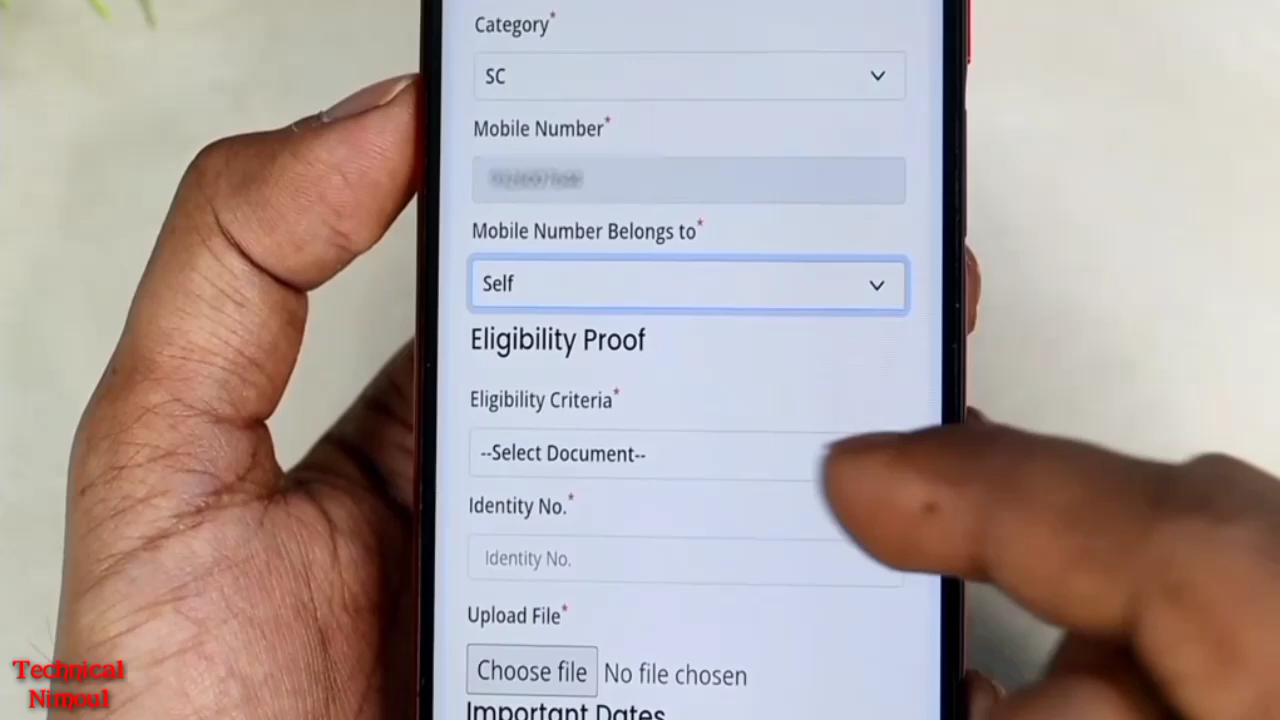 Category*
SC
Mobile Number*
Mobile Number Belongs to*
Self
Eligibility Proof
Eligibility Criteria*
--Select Document--
Identity No.*
Identity No.
Upload File*
Choose file No file chosen
Important Dates
Technical
Nimoul